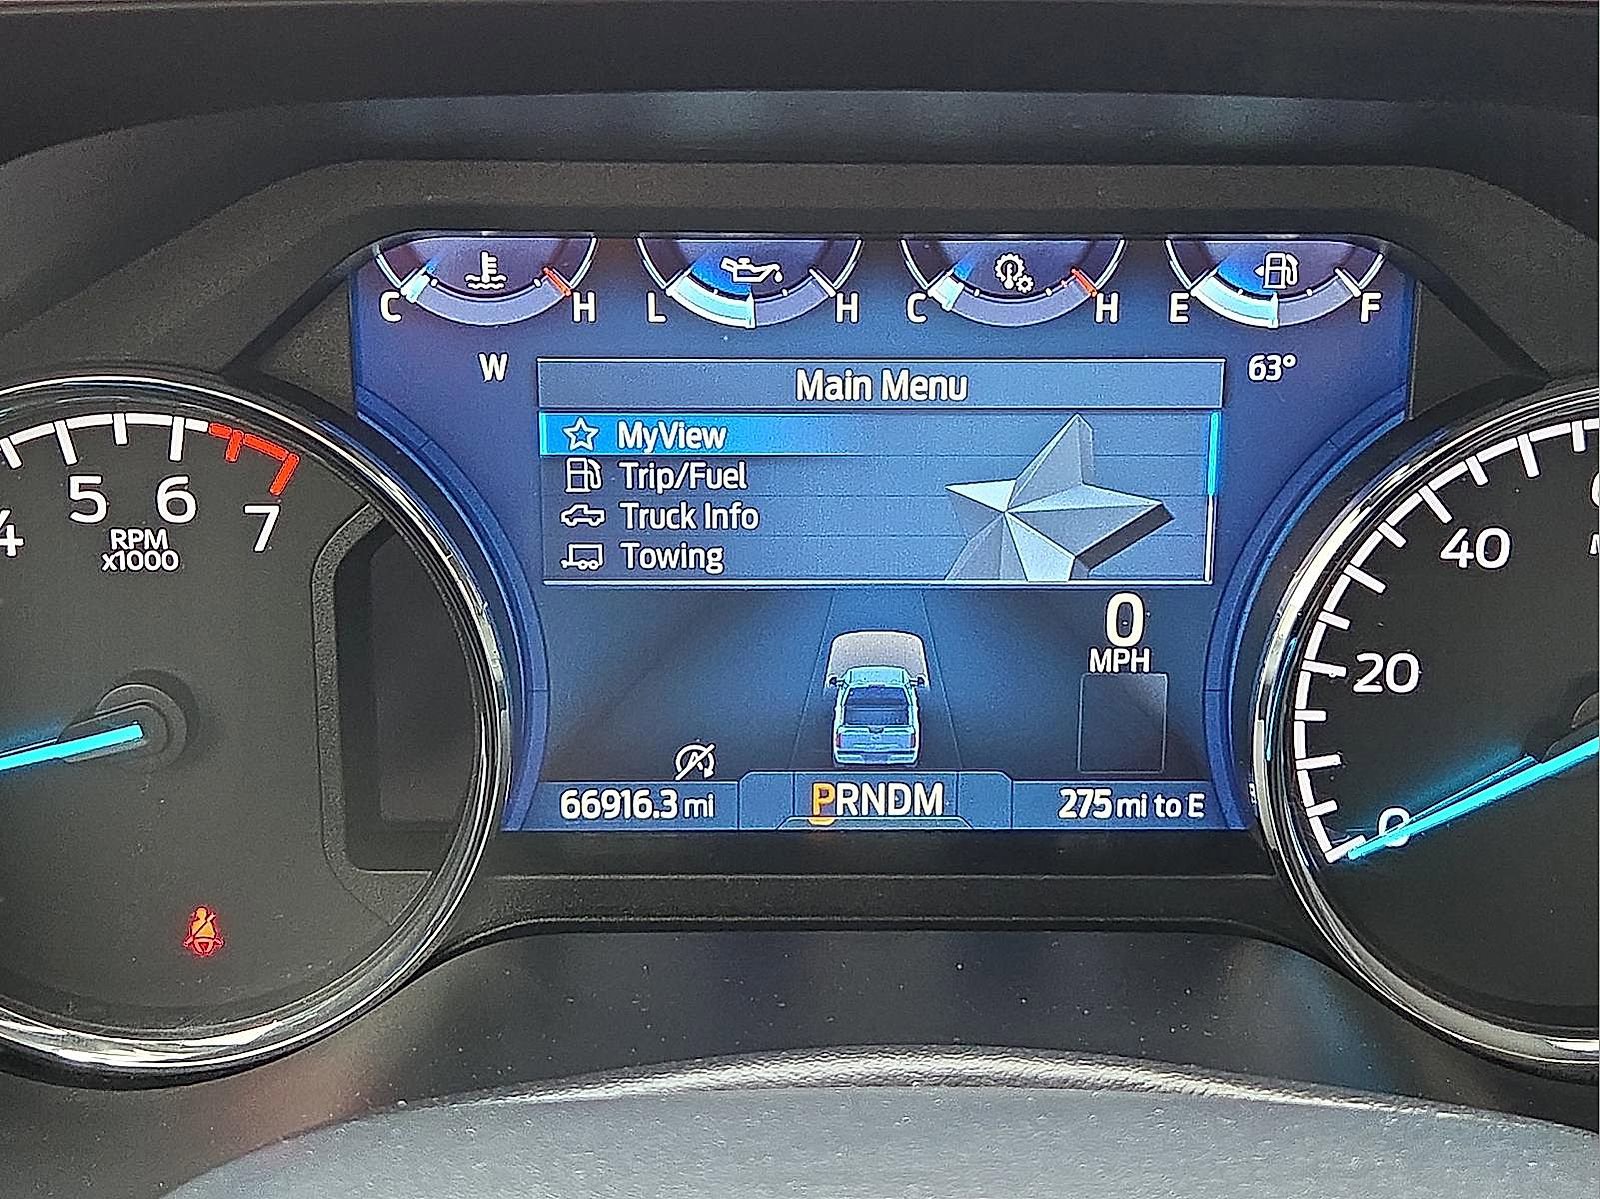 C H L H C H E F
W 63°
Main Menu
MyView
Trip/Fuel
Truck Info
Towing
4 5 6 7
RPM
x1000
0
MPH
66916.3 mi PRNDM 275 mi to E
40
20
0